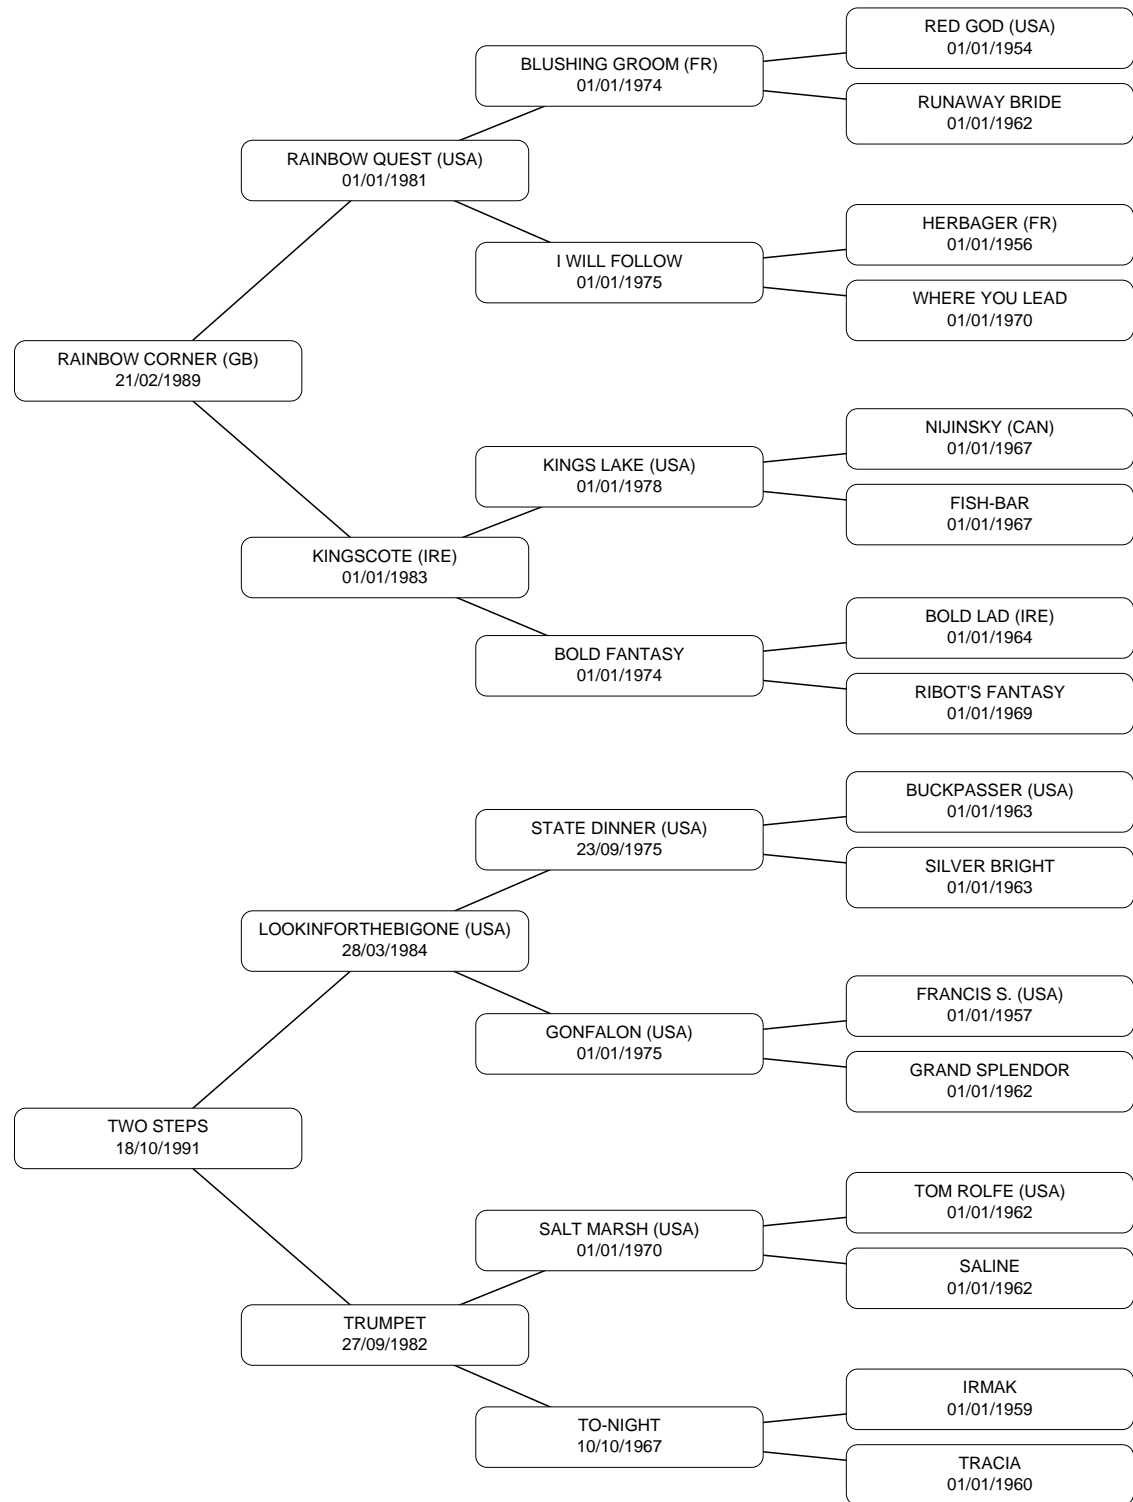 RED GOD (USA)
01/01/1954
BLUSHING GROOM (FR)
01/01/1974
RUNAWAY BRIDE
01/01/1962
RAINBOW QUEST (USA)
01/01/1981
HERBAGER (FR)
01/01/1956
I WILL FOLLOW
01/01/1975
WHERE YOU LEAD
01/01/1970
RAINBOW CORNER (GB)
21/02/1989
NIJINSKY (CAN)
01/01/1967
KINGS LAKE (USA)
01/01/1978
FISH-BAR
01/01/1967
KINGSCOTE (IRE)
01/01/1983
BOLD LAD (IRE)
01/01/1964
BOLD FANTASY
01/01/1974
RIBOT'S FANTASY
01/01/1969
BUCKPASSER (USA)
01/01/1963
STATE DINNER (USA)
23/09/1975
SILVER BRIGHT
01/01/1963
LOOKINFORTHEBIGONE (USA)
28/03/1984
FRANCIS S. (USA)
01/01/1957
GONFALON (USA)
01/01/1975
GRAND SPLENDOR
01/01/1962
TWO STEPS
18/10/1991
TOM ROLFE (USA)
01/01/1962
SALT MARSH (USA)
01/01/1970
SALINE
01/01/1962
TRUMPET
27/09/1982
IRMAK
01/01/1959
TO-NIGHT
10/10/1967
TRACIA
01/01/1960